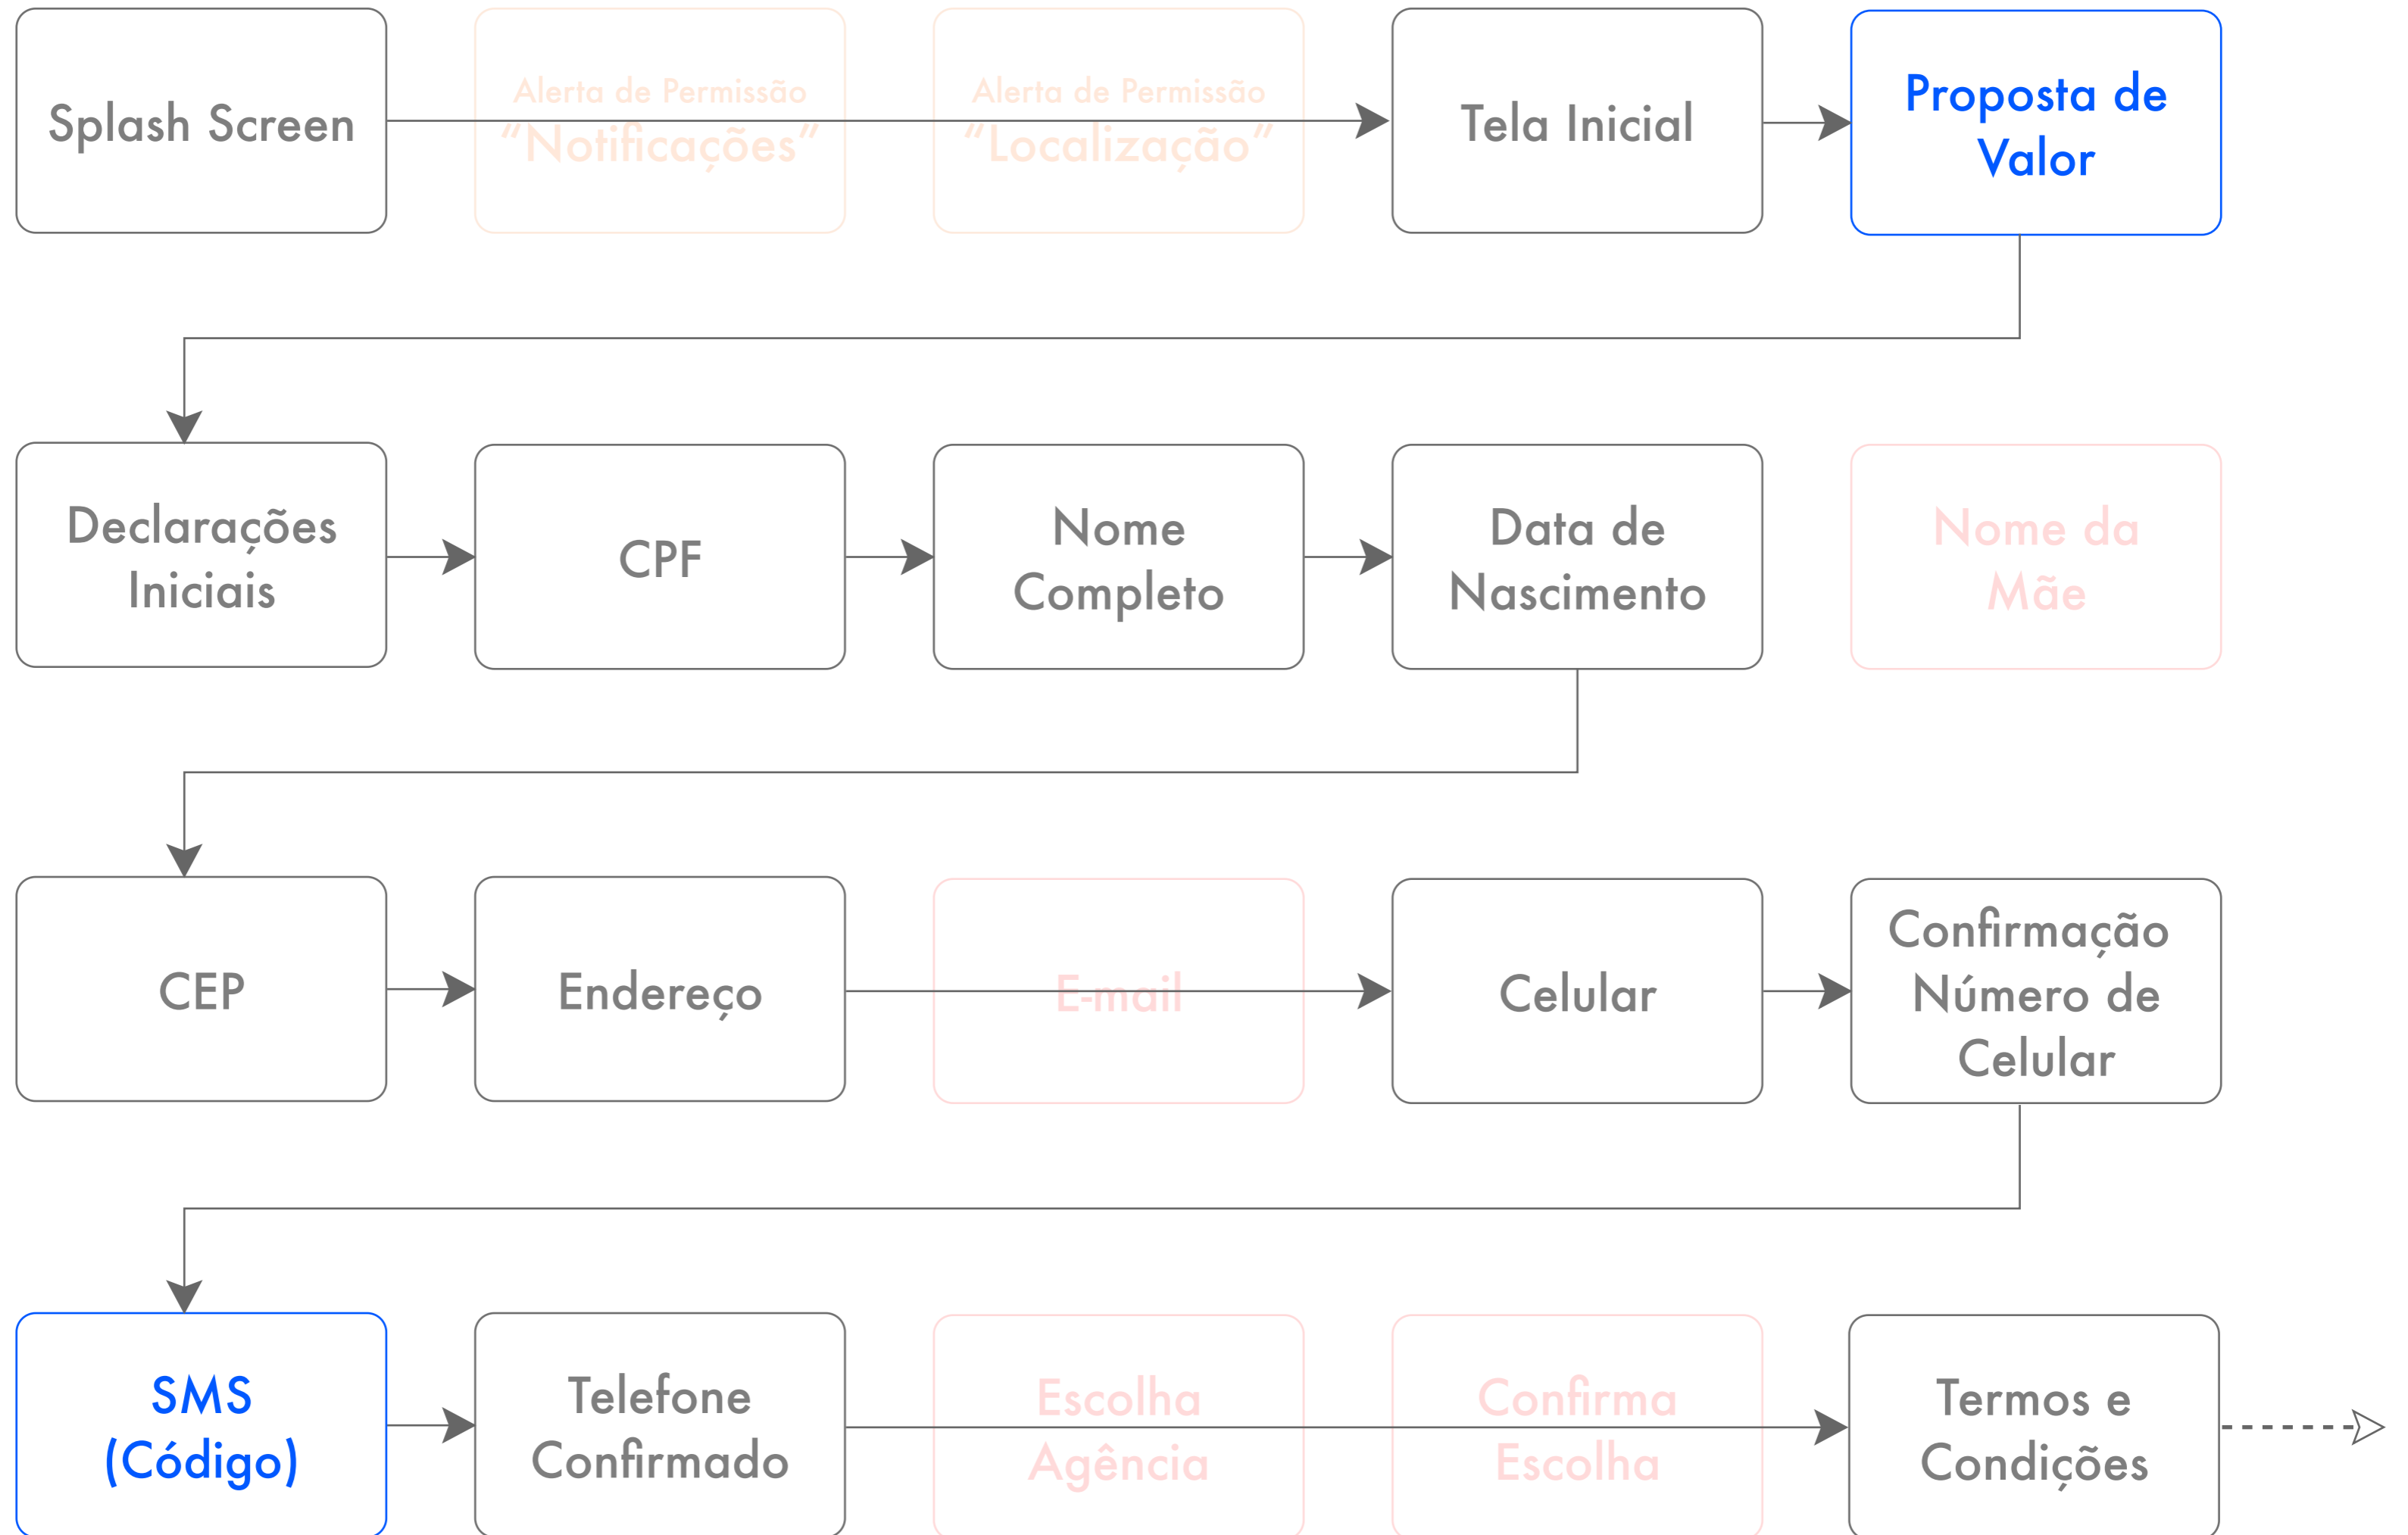 Splash Screen
Alerta de Permissão
“Notificações”
Alerta de Permissão
“Localização”
Tela Inicial
Proposta de
Valor
Declarações
Iniciais
CPF
Nome
Completo
Data de
Nascimento
Nome da
Mãe
CEP
Endereço
E-mail
Celular
Confirmação
Número de
Celular
SMS
(Código)
Telefone
Confirmado
Escolha
Agência
Confirma
Escolha
Termos e
Condições